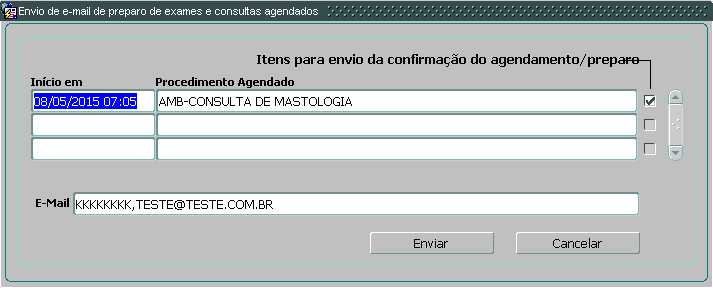 Envio de e-mail de preparo de exames e consultas agendados
Itens para envio da confirmação do agendamento/preparo
Início em Procedimento Agendado
08/05/2015 07:05 AMB-CONSULTA DE MASTOLOGIA
E-Mail KKKKKKKK,TESTE@TESTE.COM.BR
Enviar Cancelar